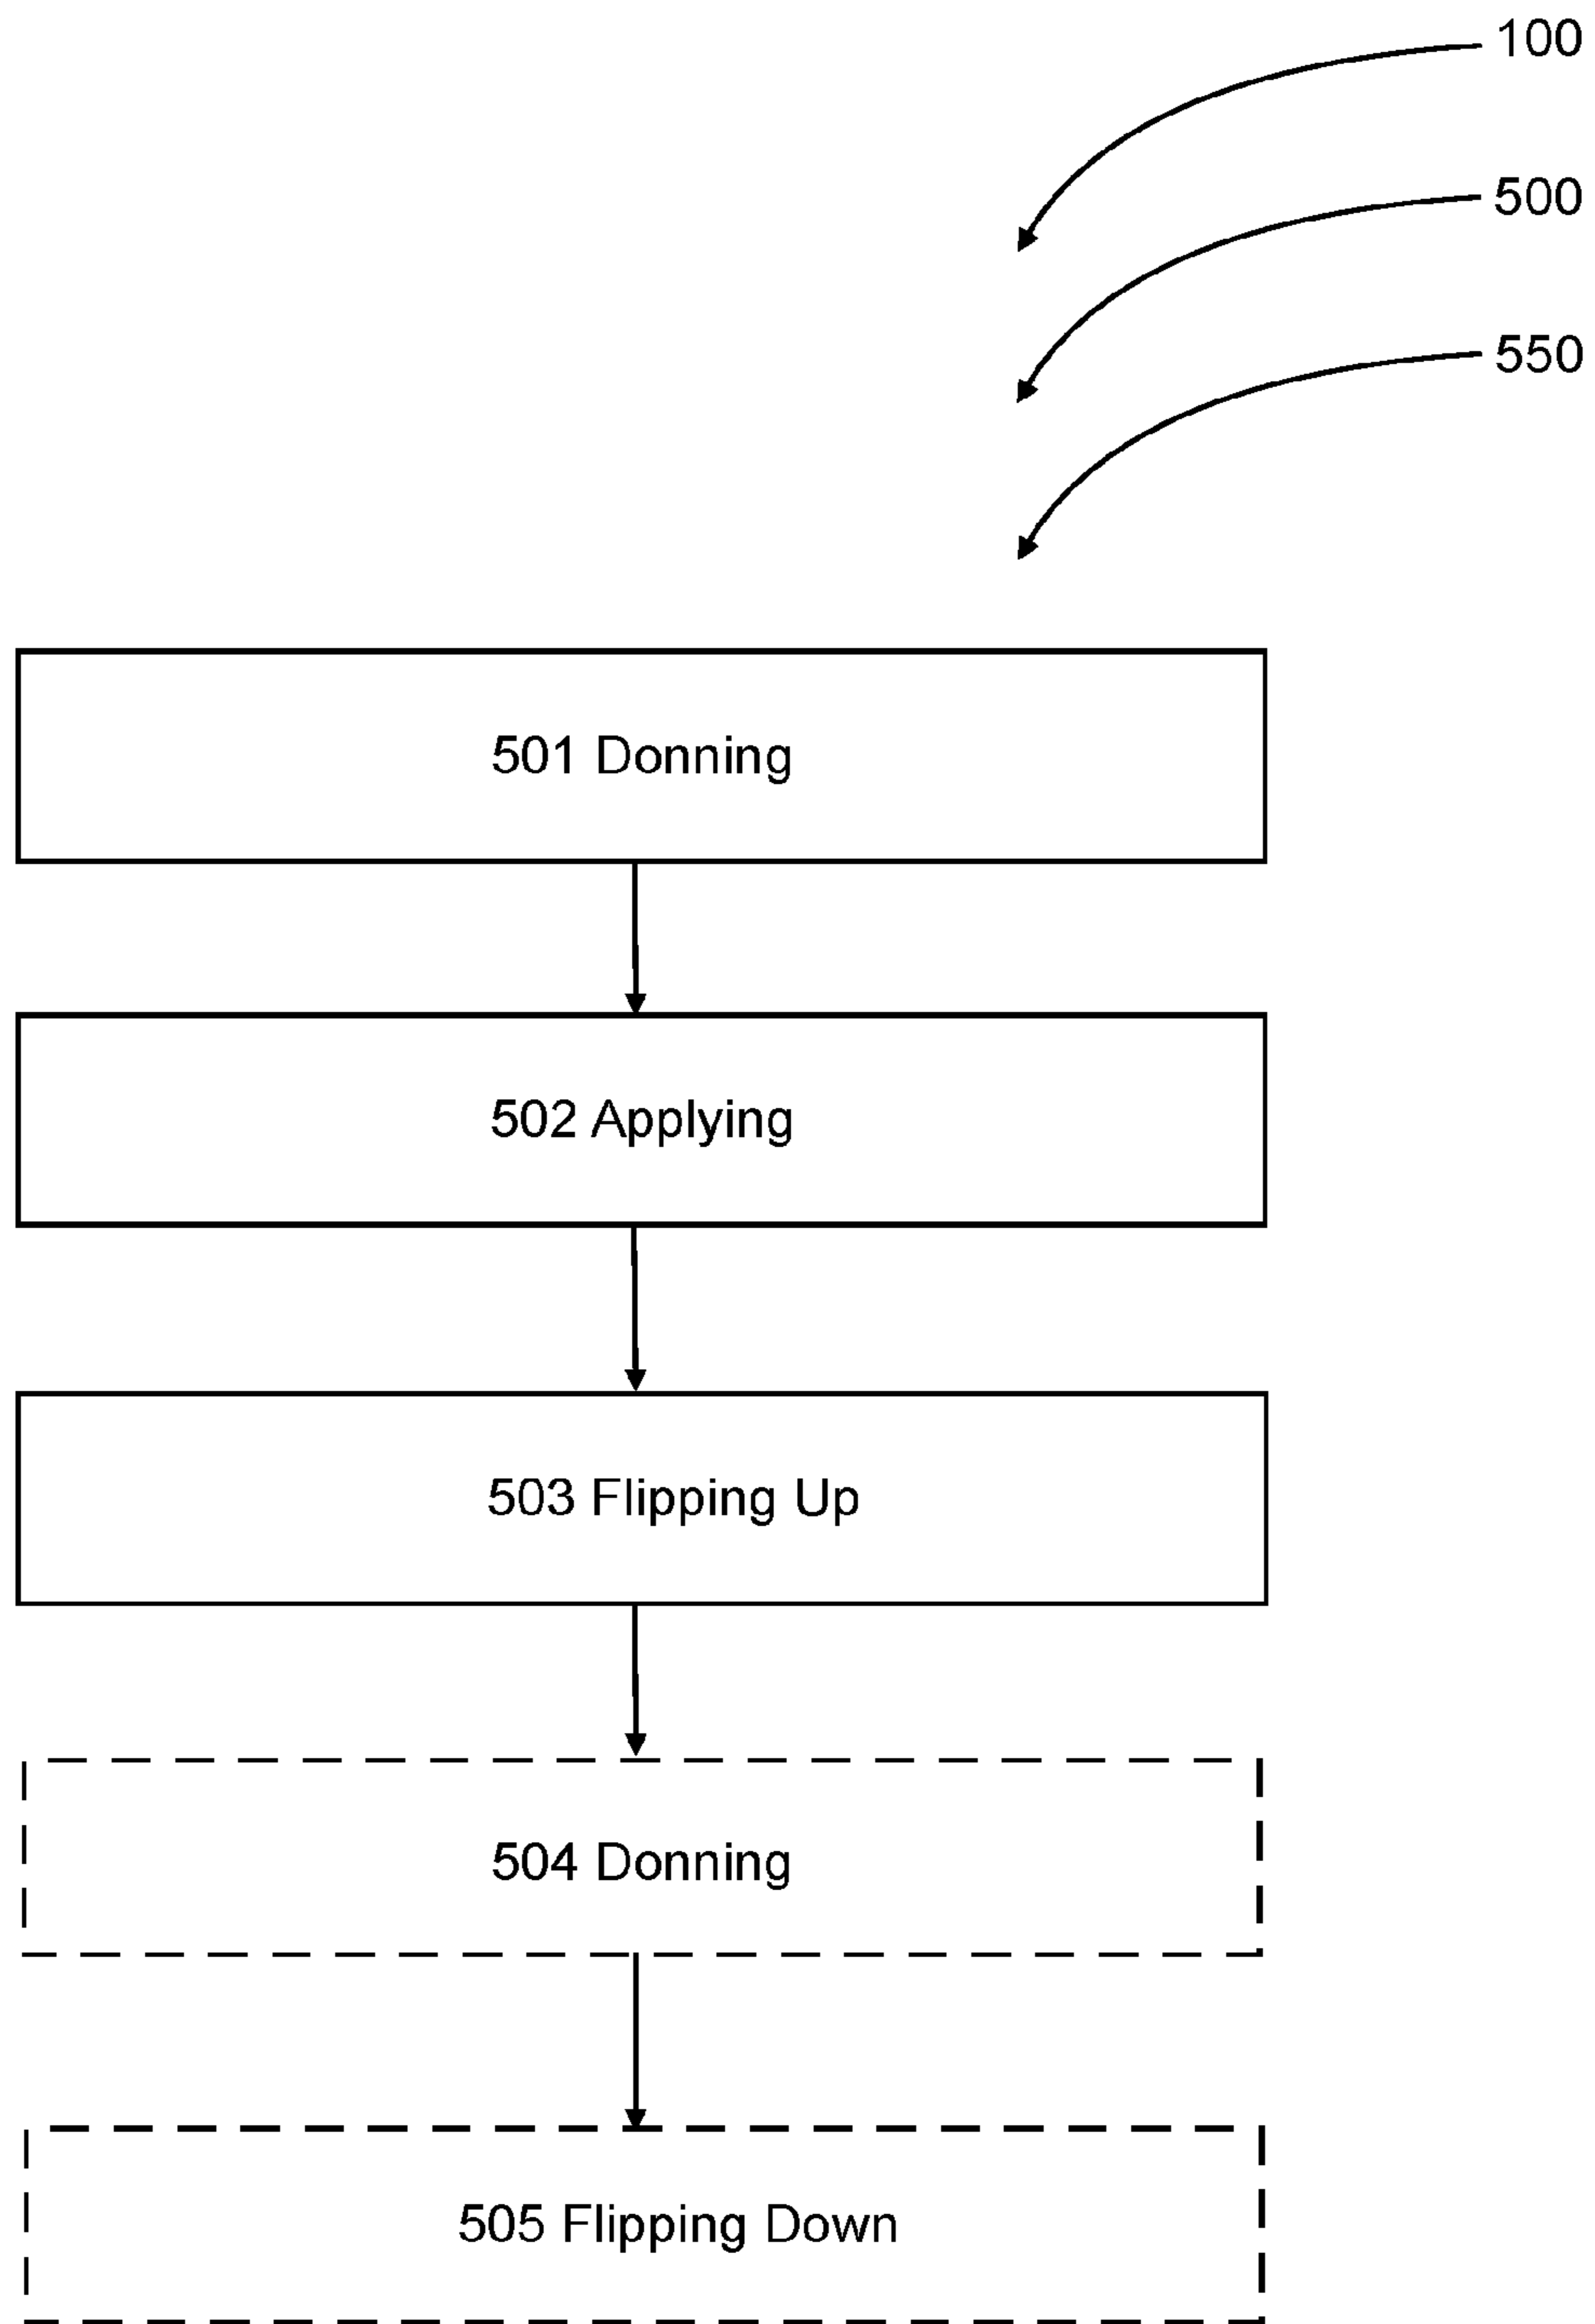 100
500
550
501 Donning
502 Applying
503 Flipping Up
504 Donning
505 Flipping Down